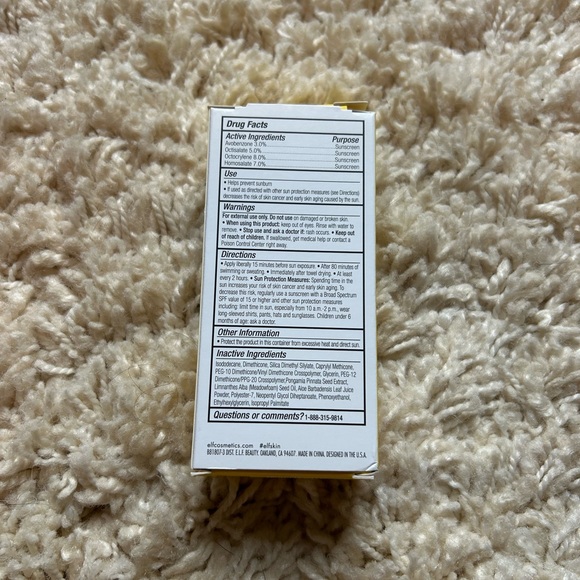 Drug Facts
Active Ingredients Purpose
Avobenzone 3.0% Sunscreen
Octisalate 5.0% Sunscreen
Octocrylene 8.0% Sunscreen
Homosalate 7.0% Sunscreen
Use
• Helps prevent sunburn
• If used as directed with other sun protection measures (see Directions)
decreases the risk of skin cancer and early skin aging caused by the sun.
Warnings
For external use only. Do not use on damaged or broken skin.
• When using this product: keep out of eyes. Rinse with water to
remove. • Stop use and ask a doctor if: rash occurs. • Keep out
of reach of children. If swallowed, get medical help or contact a
Poison Control Center right away.
Directions
• Apply liberally 15 minutes before sun exposure. • After 80 minutes of
swimming or sweating. • Immediately after towel drying. • At least
every 2 hours. • Sun Protection Measures: Spending time in the
sun increases your risk of skin cancer and early skin aging. To
decrease this risk, regularly use a sunscreen with a Broad Spectrum
SPF value of 15 or higher and other sun protection measures
including: limit time in sun, especially from 10 a.m.-2 p.m., wear
long-sleeved shirts, pants, hats and sunglasses. Children under 6
months of age: ask a doctor.
Other Information
• Protect the product in this container from excessive heat and direct sun.
Inactive Ingredients
Isododecane, Dimethicone, Silica Dimethyl Silylate, Caprylyl Methicone,
PEG-10 Dimethicone/Vinyl Dimethicone Crosspolymer, Glycerin, PEG-12
Dimethicone/PPG-20 Crosspolymer,Pongamia Pinnata Seed Extract,
Limnanthes Alba (Meadowfoam) Seed Oil, Aloe Barbadensis Leaf Juice
Powder, Polyester-7, Neopentyl Glycol Diheptanoate, Phenoxyethanol,
Ethylhexylglycerin, Isopropyl Palmitate
Questions or comments? 1-888-315-9814
elfcosmetics.com #elfskin
881807-3 DIST. E.L.F. BEAUTY, OAKLAND, CA 94607. MADE IN CHINA. DESIGNED IN THE U.S.A.